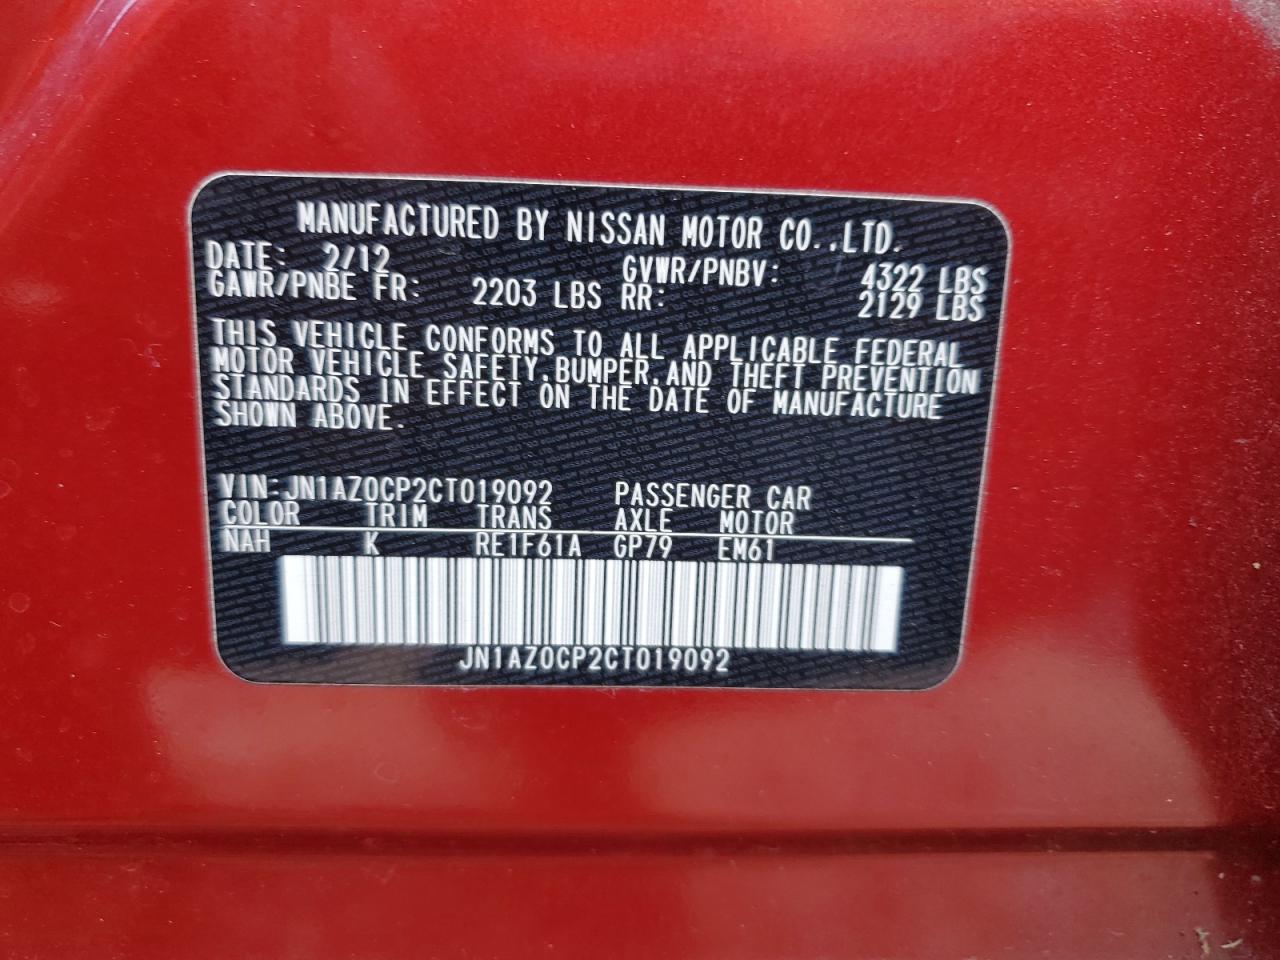 MANUFACTURED BY NISSAN MOTOR CO.,LTD.
DATE: 2/12 GVWR/PNBV: 4322 LBS
GAWR/PNBE FR: 2203 LBS RR: 2129 LBS
THIS VEHICLE CONFORMS TO ALL APPLICABLE FEDERAL
MOTOR VEHICLE SAFETY,BUMPER,AND THEFT PREVENTION
STANDARDS IN EFFECT ON THE DATE OF MANUFACTURE
SHOWN ABOVE.
VIN:JN1AZ0CP2CT019092 PASSENGER CAR
COLOR TRIM TRANS AXLE MOTOR
NAH K RE1F61A GP79 EM61
JN1AZ0CP2CT019092